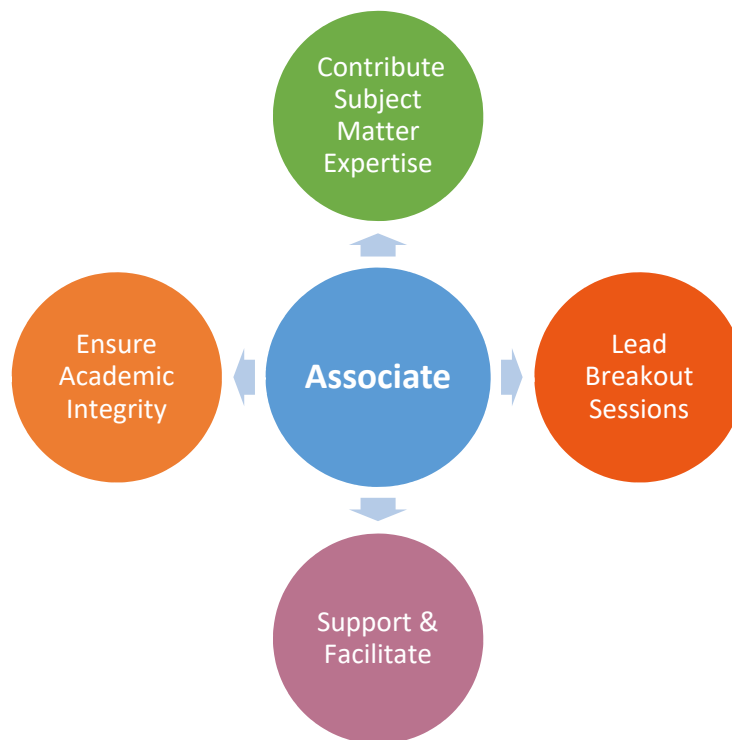 Contribute
Subject
Matter
Expertise
Ensure
Academic
Integrity
Associate
Lead
Breakout
Sessions
Support &
Facilitate